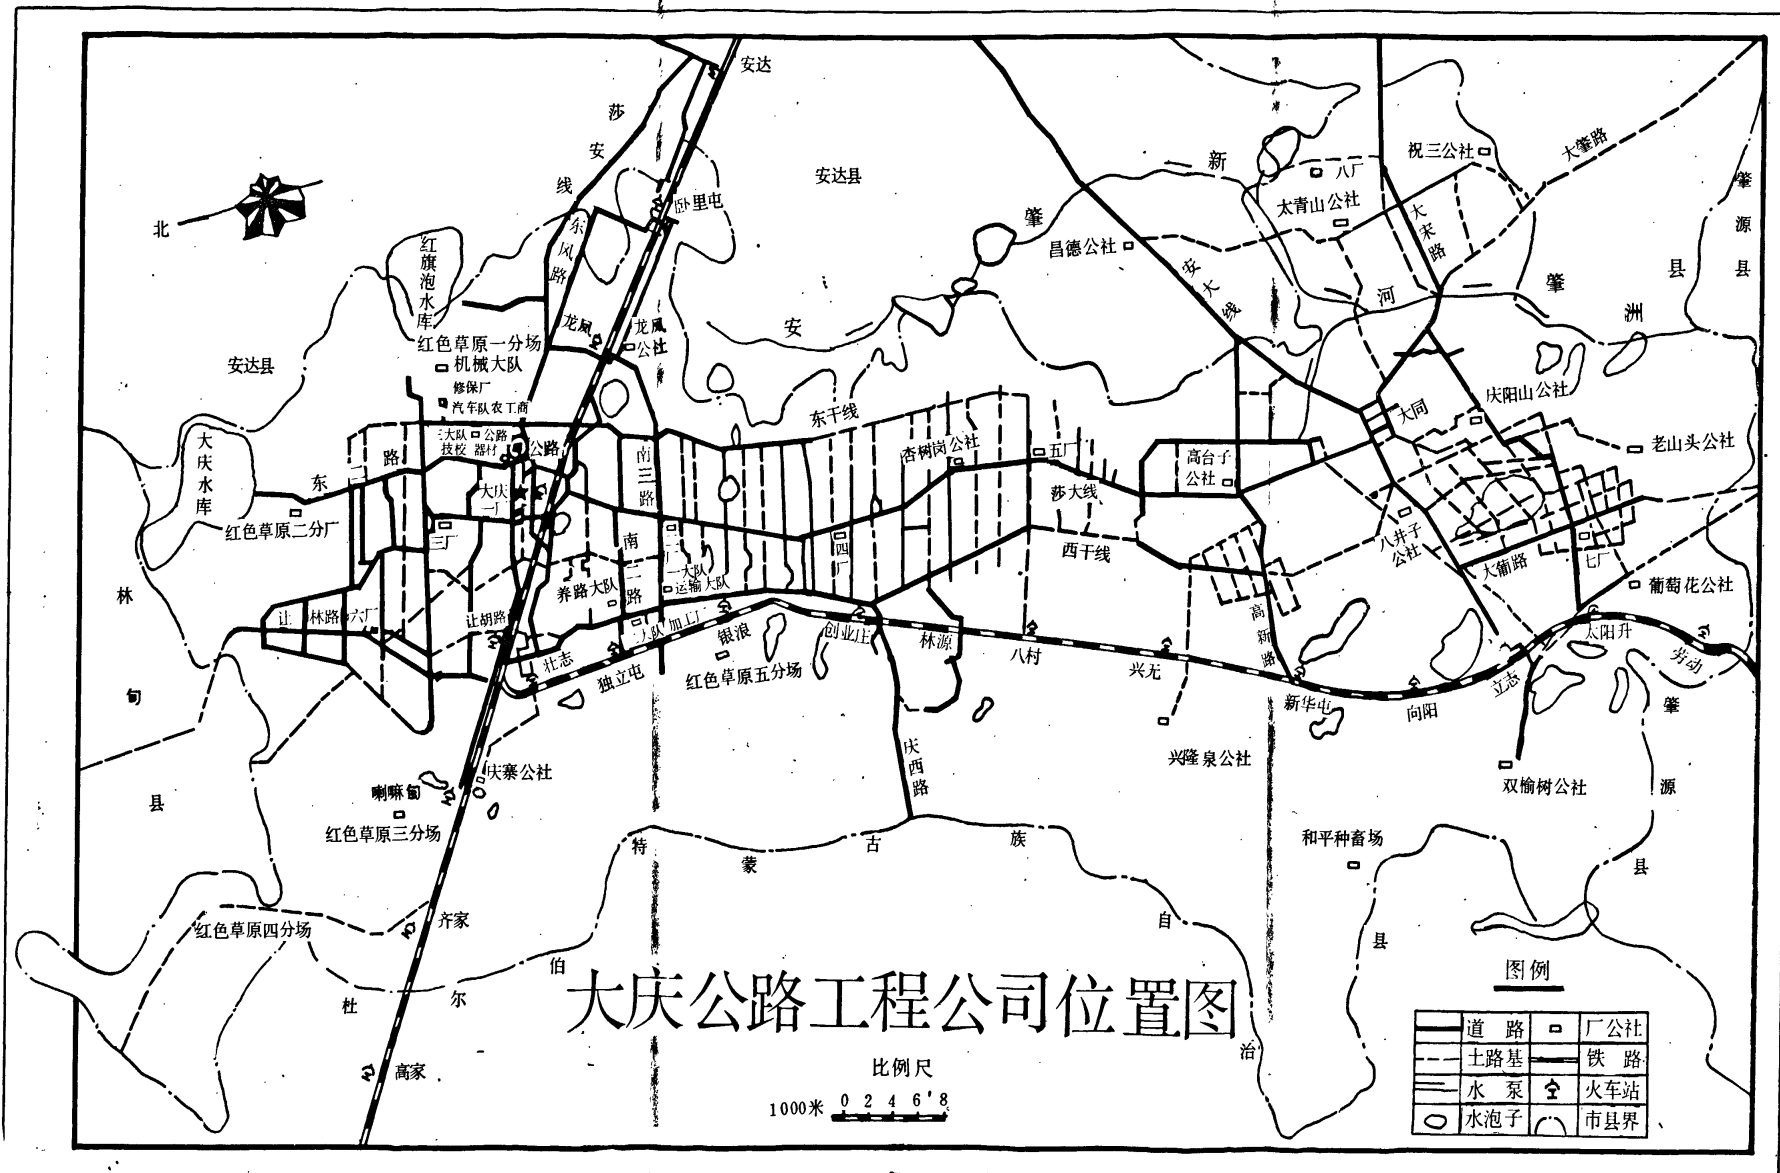 安达
莎安线
卧里屯
安达县
新肇河
祝三公社
大肇路
八厂
太青山公社
大宋路
昌德公社
安大线
肇源县
肇
县
北
红旗泡水库
东风路
龙凤
龙凤公社
安
安达县
红色草原一分场
机械大队
修保厂
汽车队农工商
三大队
公路
技校
器材
公路
大庆水库
东二路
大庆
一厂
红色草原二分厂
三厂
南三路
东干线
杏树岗公社
五厂
莎大线
高台子公社
大同
庆阳山公社
老山头公社
八井子公社
大葡路
七厂
葡萄花公社
西干线
四厂
南二路
二厂
一大队
运输大队
养路大队
大队
加工厂
让
林路
六厂
让胡路
壮志
独立屯
银浪
创业庄
林源
八村
兴无
高新路
新华屯
向阳
立志
太阳升
劳动
红色草原五分场
庆西路
兴隆泉公社
双榆树公社
肇源县
林甸县
喇嘛甸
庆寨公社
红色草原三分场
和平种畜场
齐家
红色草原四分场
高家
杜尔伯特蒙古族自治县
大庆公路工程公司位置图
比例尺
1000米 0 2 4 6 8
图例
道路 厂公社
土路基 铁路
水泵 火车站
水泡子 市县界